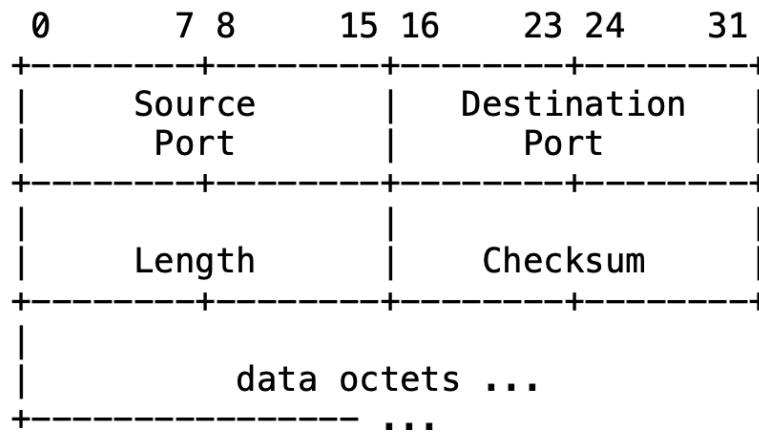 0      7 8     15 16    23 24    31
+--------+--------+--------+--------+
|     Source      |   Destination   |
|      Port       |      Port       |
+--------+--------+--------+--------+
|                 |                 |
|     Length      |    Checksum     |
+--------+--------+--------+--------+
|
|          data octets ...
+---------------- ...